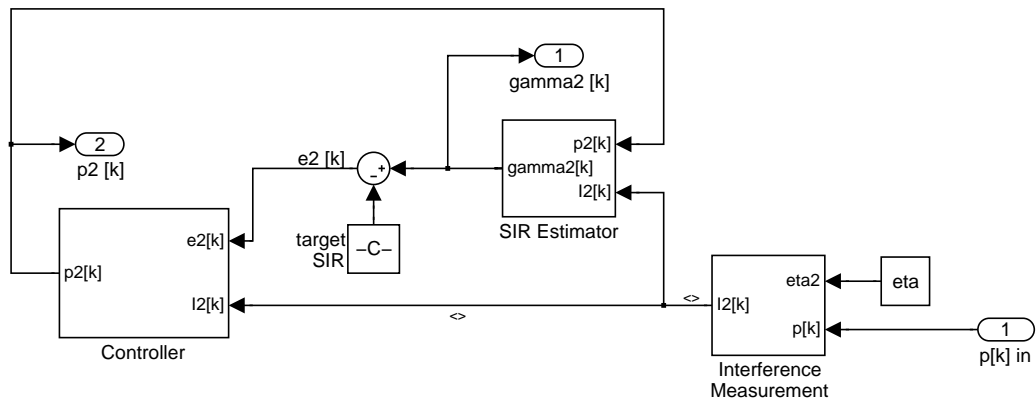 1
gamma2 [k]
2
p2 [k]
e2 [k]
+
−
p2[k]
gamma2[k]
I2[k]
SIR Estimator
target
SIR
−C−
e2[k]
p2[k]
I2[k]
Controller
<>
<>
eta2
I2[k]
p[k]
Interference
Measurement
eta
1
p[k] in